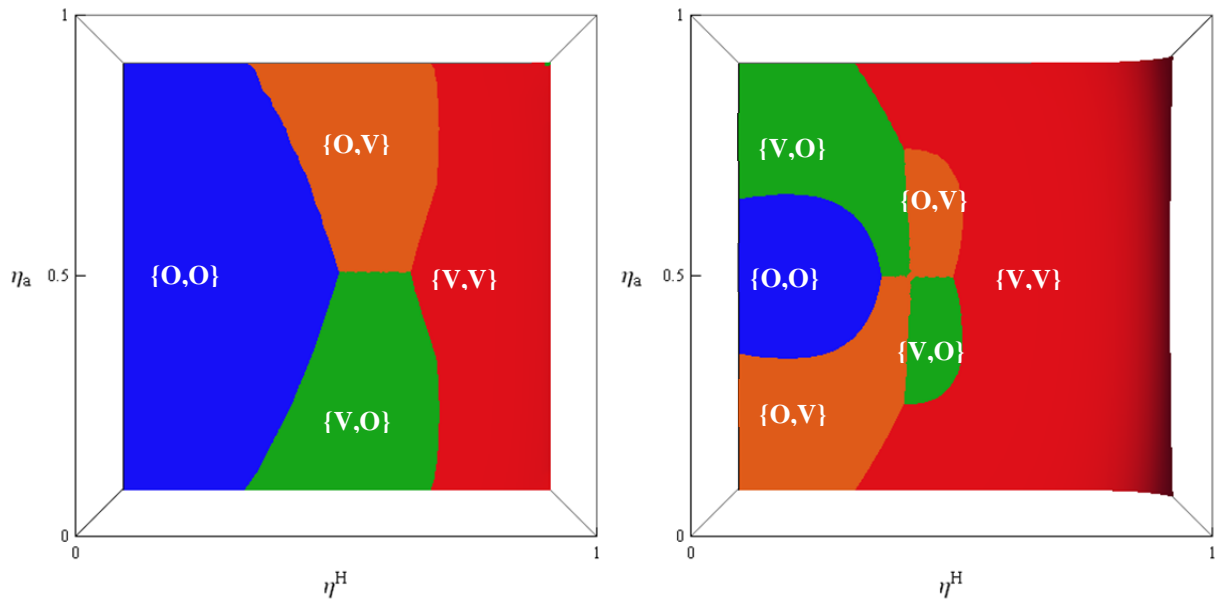 1
{O,V}
{O,O}
{V,V}
{V,O}
ηa
0.5
0
0
1
ηᴴ
1
{V,O}
{O,V}
{O,O}
{V,V}
{V,O}
{O,V}
ηa
0.5
0
0
1
ηᴴ